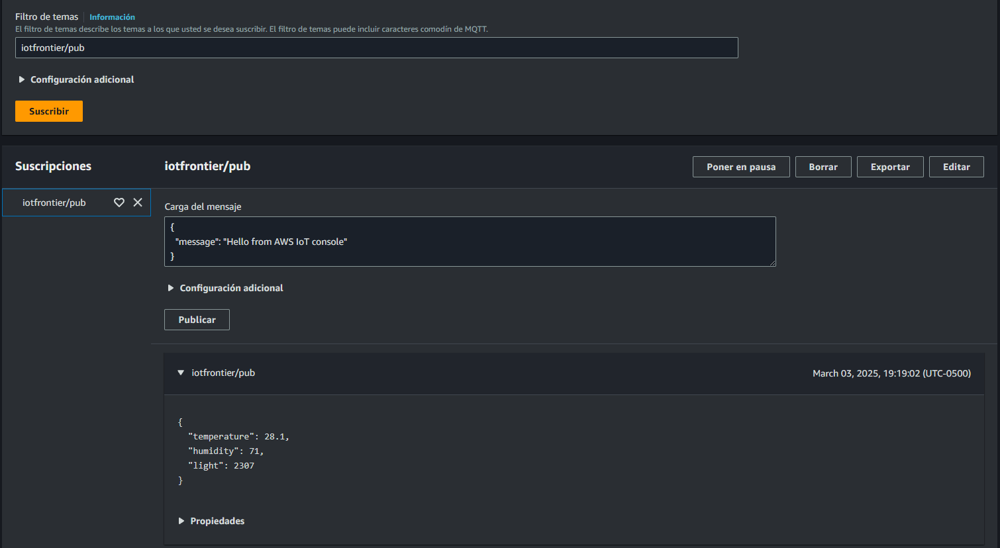 Filtro de temas Información
El filtro de temas describe los temas a los que usted se desea suscribir. El filtro de temas puede incluir caracteres comodín de MQTT.
iotfrontier/pub
Configuración adicional
Suscribir
Suscripciones
iotfrontier/pub
iotfrontier/pub
Poner en pausa
Borrar
Exportar
Editar
Carga del mensaje
{
"message": "Hello from AWS IoT console"
}
Configuración adicional
Publicar
iotfrontier/pub
March 03, 2025, 19:19:02 (UTC-0500)
{
"temperature": 28.1,
"humidity": 71,
"light": 2307
}
Propiedades